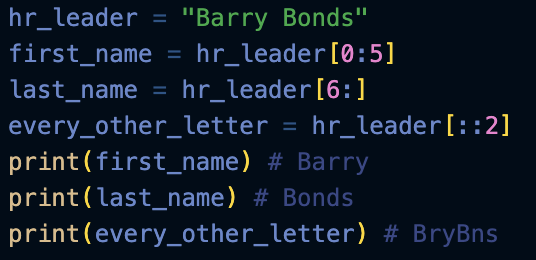 hr_leader = "Barry Bonds"
first_name = hr_leader[0:5]
last_name = hr_leader[6:]
every_other_letter = hr_leader[::2]
print(first_name) # Barry
print(last_name) # Bonds
print(every_other_letter) # BryBns